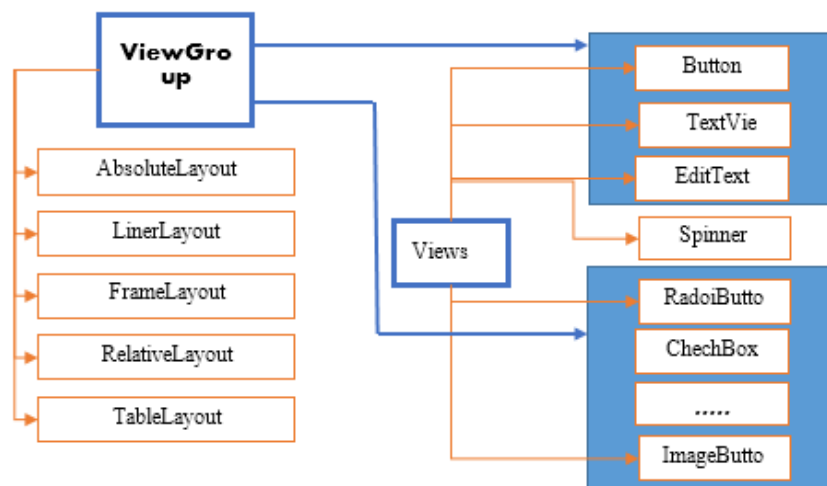 ViewGro
up
AbsoluteLayout
LinerLayout
FrameLayout
RelativeLayout
TableLayout
Views
Button
TextVie
EditText
Spinner
RadoiButto
ChechBox
.....
ImageButto